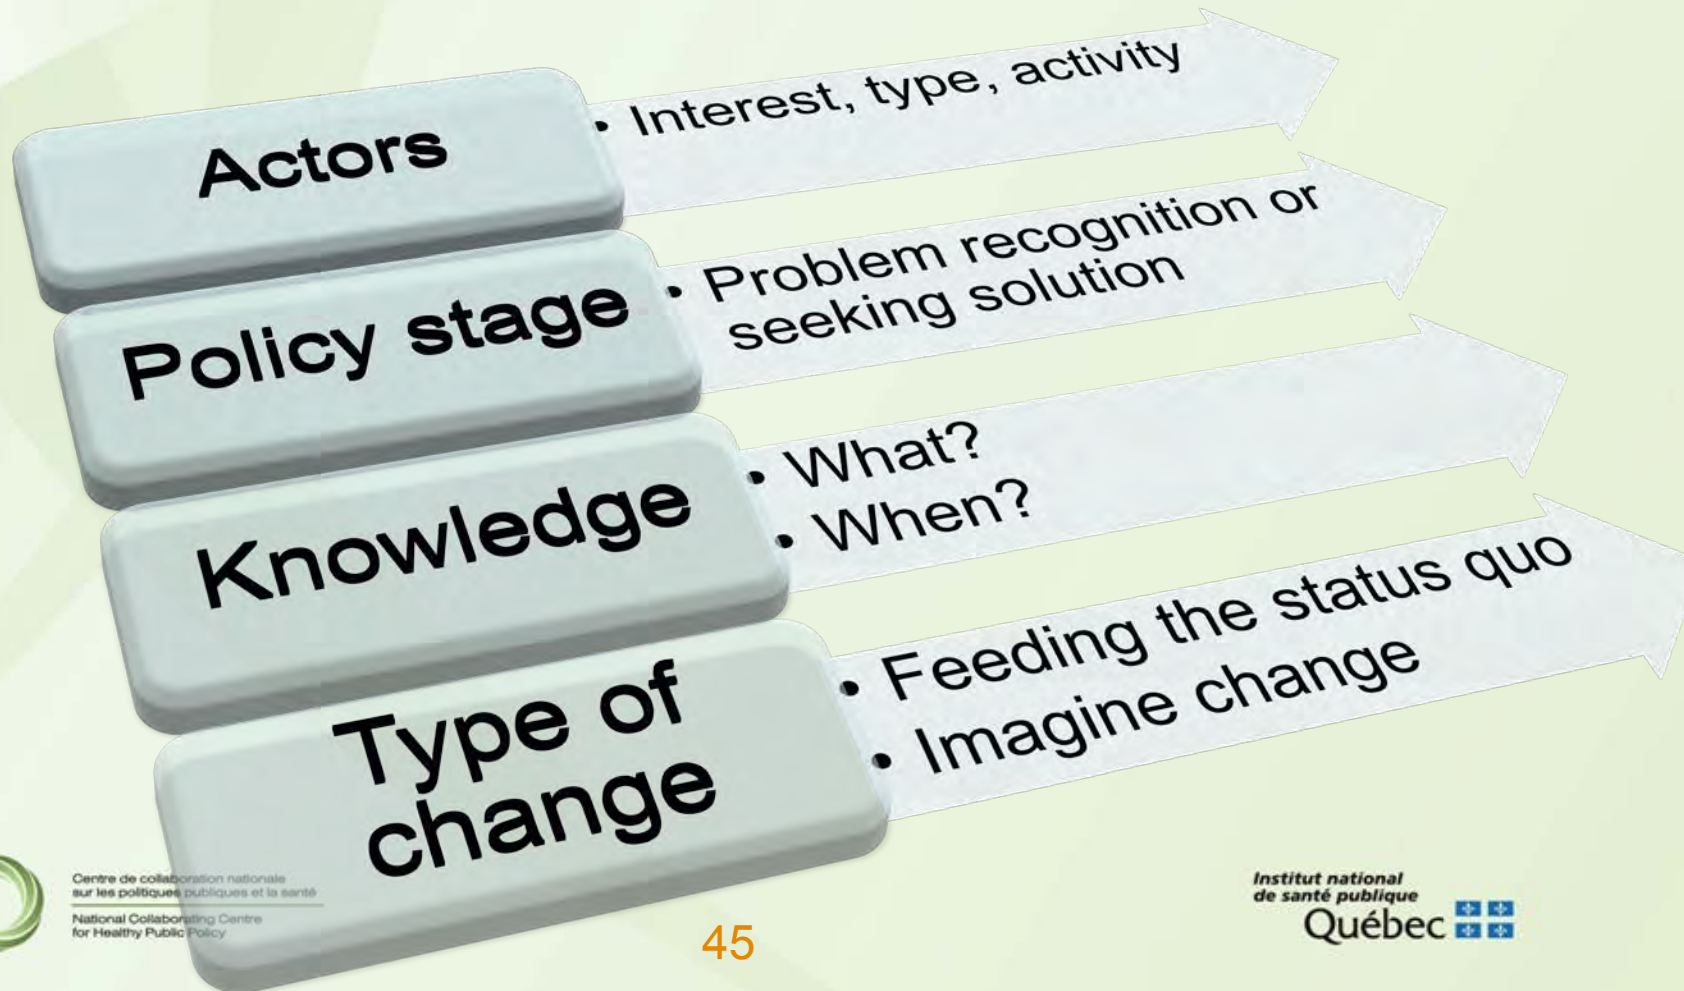 Actors
• Interest, type, activity
Policy stage
• Problem recognition or
seeking solution
Knowledge
• What?
• When?
Type of
change
• Feeding the status quo
• Imagine change
Centre de collaboration nationale
sur les politiques publiques et la santé
National Collaborating Centre
for Healthy Public Policy
45
Institut national
de santé publique
Québec